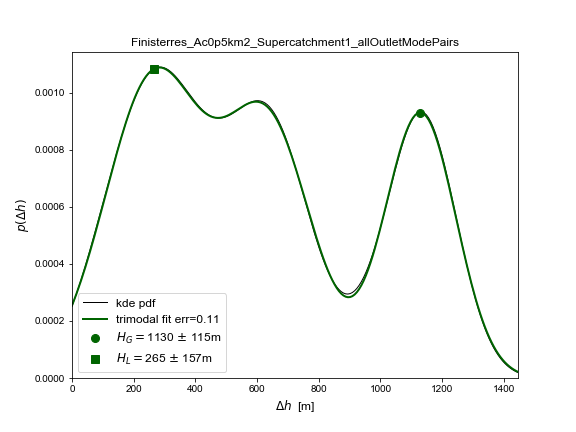 Finisterres_Ac0p5km2_Supercatchment1_allOutletModePairs
0.0010
0.0008
0.0006
0.0004
0.0002
0.0000
p(Δh)
kde pdf
trimodal fit err=0.11
H_G = 1130 ± 115m
H_L = 265 ± 157m
0 200 400 600 800 1000 1200 1400
Δh [m]